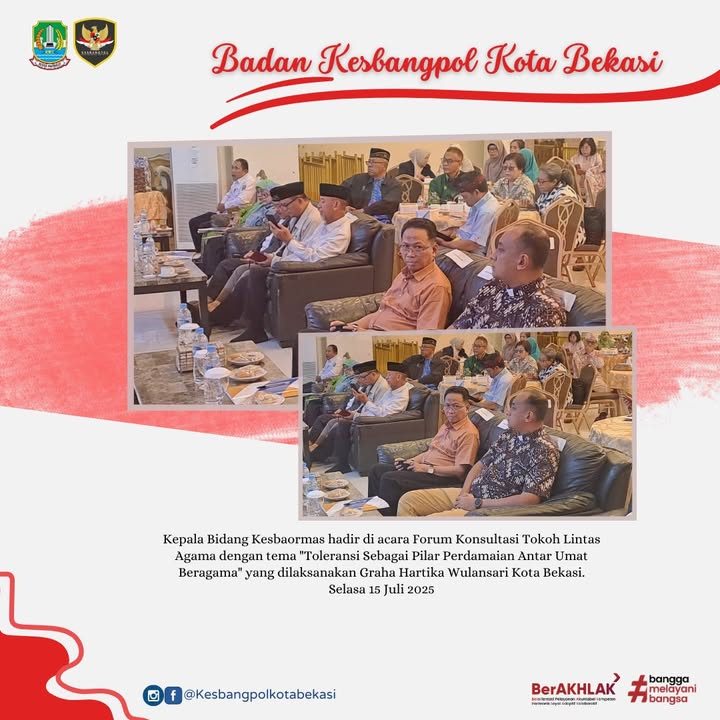 Badan Kesbangpol Kota Bekasi
Kepala Bidang Kesbaormas hadir di acara Forum Konsultasi Tokoh Lintas
Agama dengan tema "Toleransi Sebagai Pilar Perdamaian Antar Umat
Beragama" yang dilaksanakan Graha Hartika Wulansari Kota Bekasi.
Selasa 15 Juli 2025
@Kesbangpolkotabekasi
BerAKHLAK
#bangga
melayani
bangsa